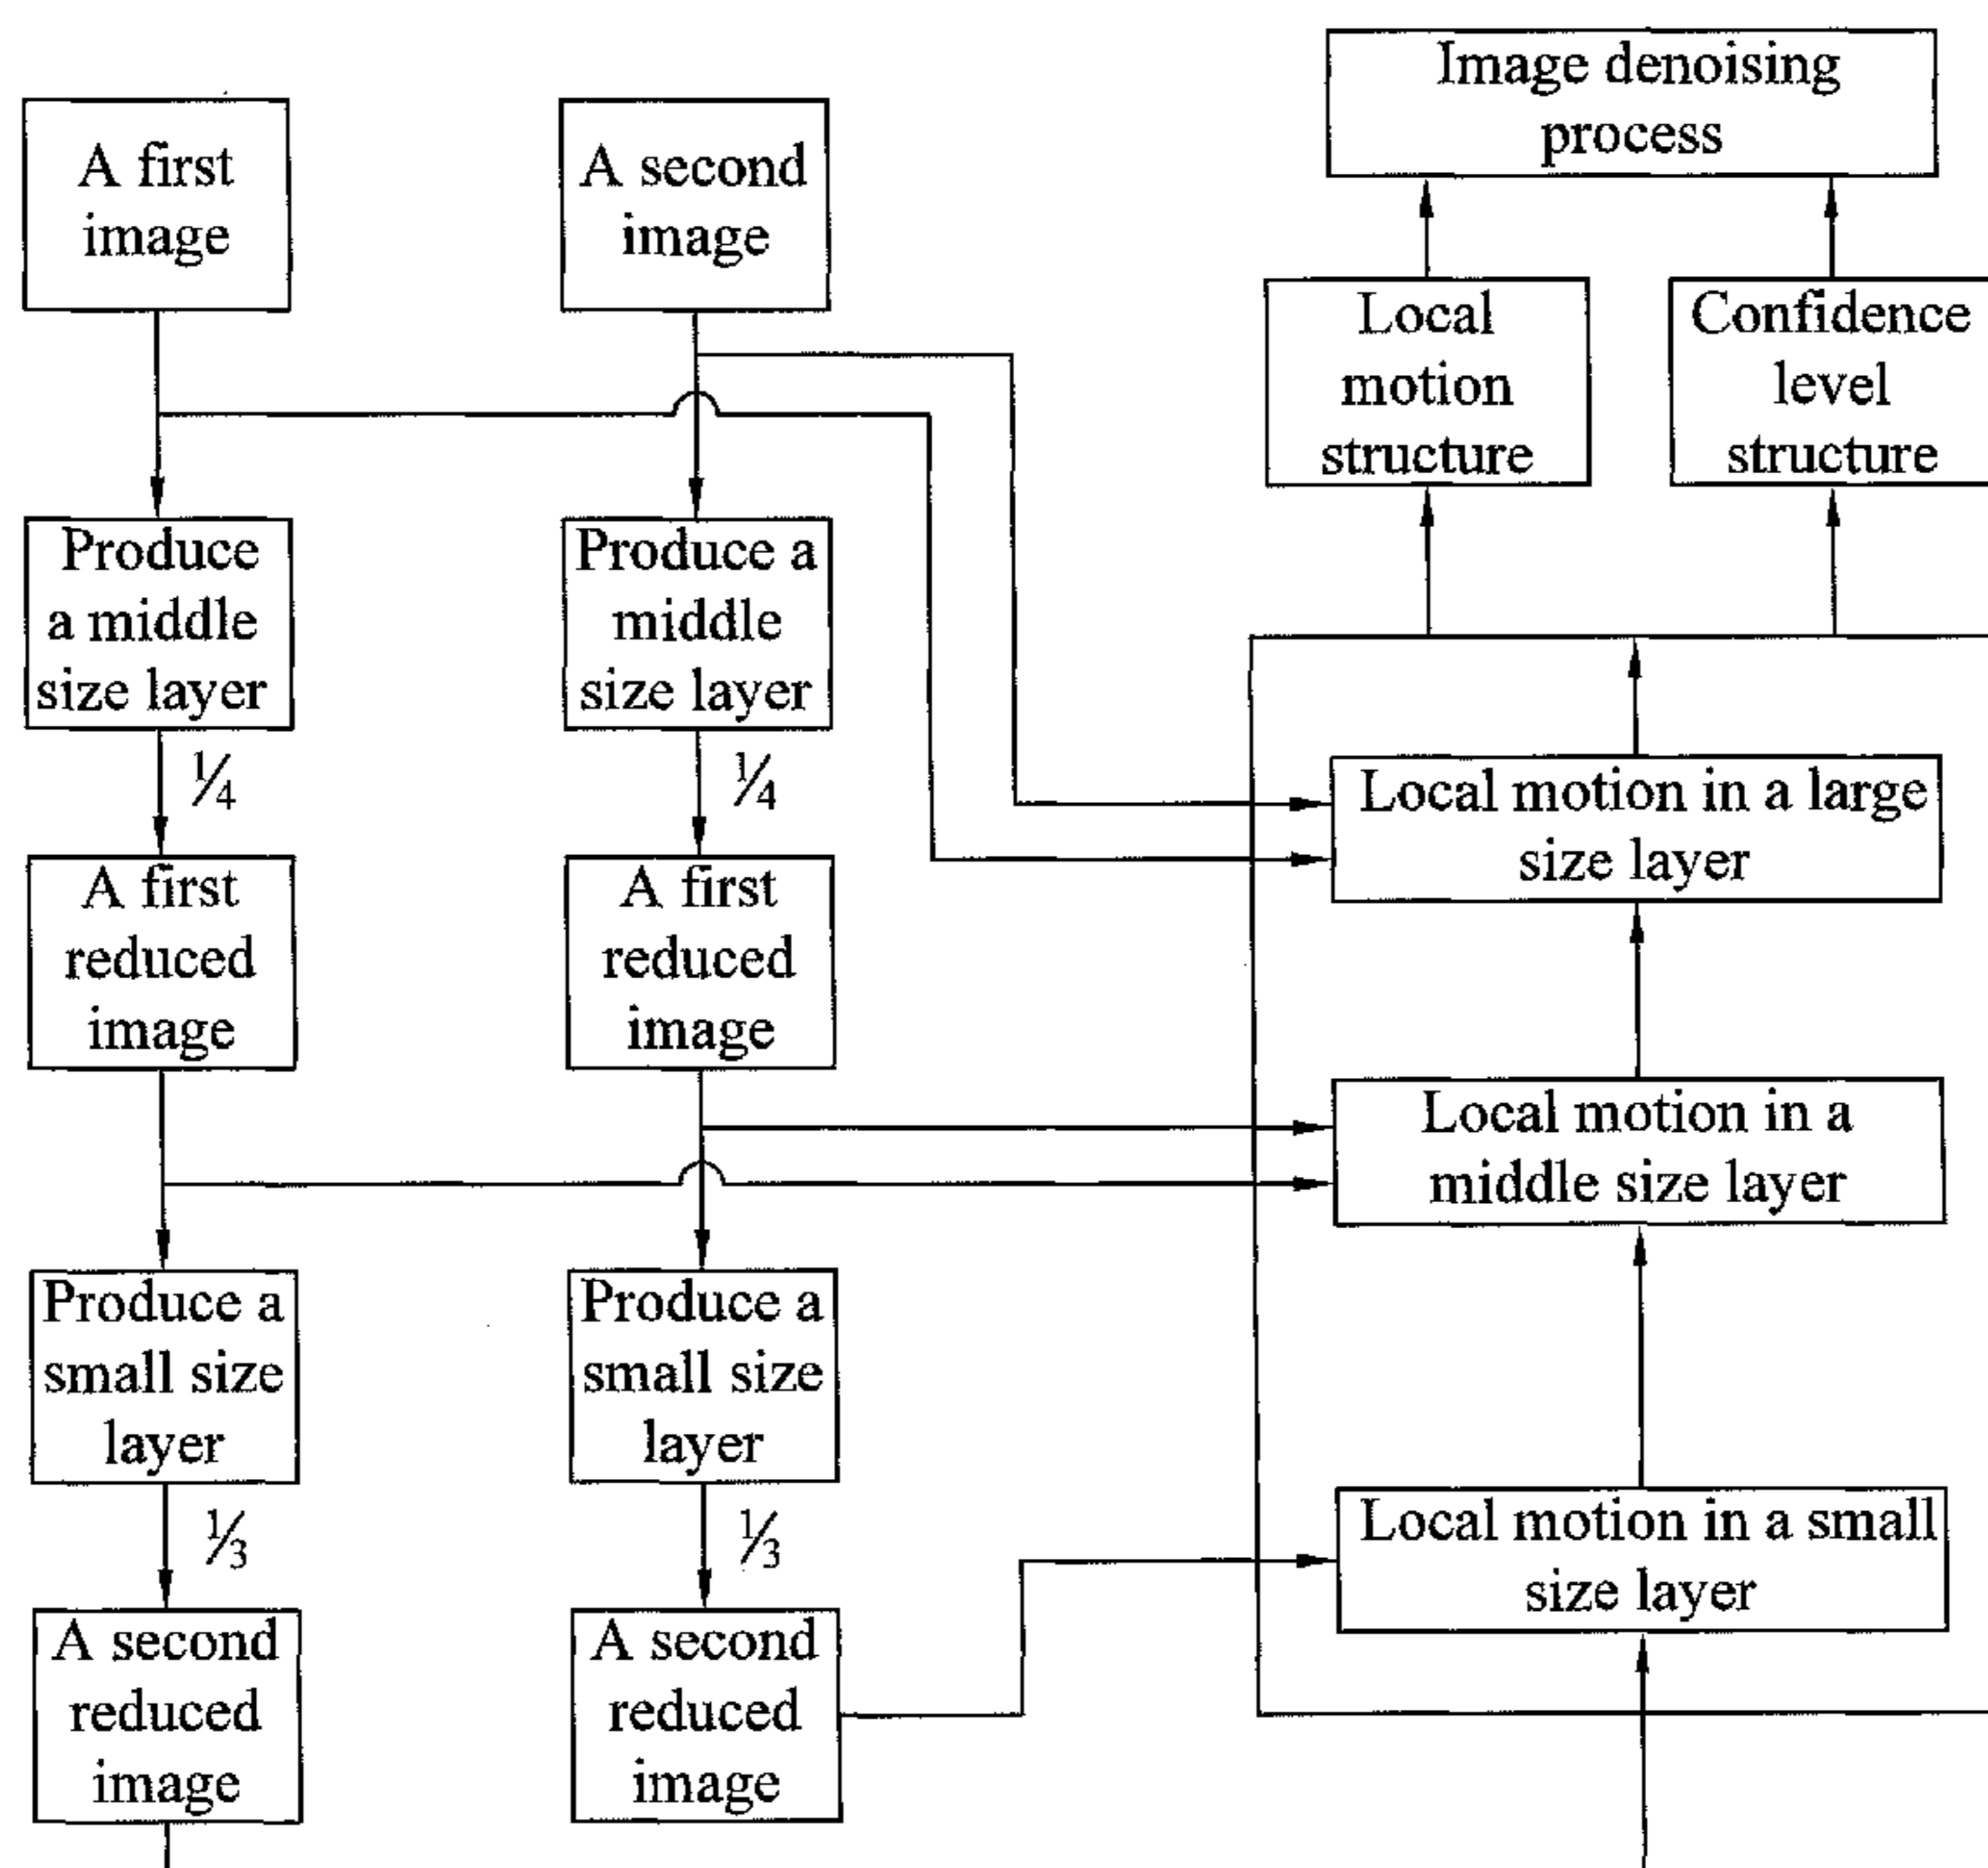 A first
image
A second
image
Image denoising
process
Local
motion
structure
Confidence
level
structure
Produce
a middle
size layer
Produce a
middle
size layer
¼
¼
Local motion in a large
size layer
A first
reduced
image
A first
reduced
image
Local motion in a
middle size layer
Produce a
small size
layer
Produce a
small size
layer
⅓
⅓
Local motion in a small
size layer
A second
reduced
image
A second
reduced
image